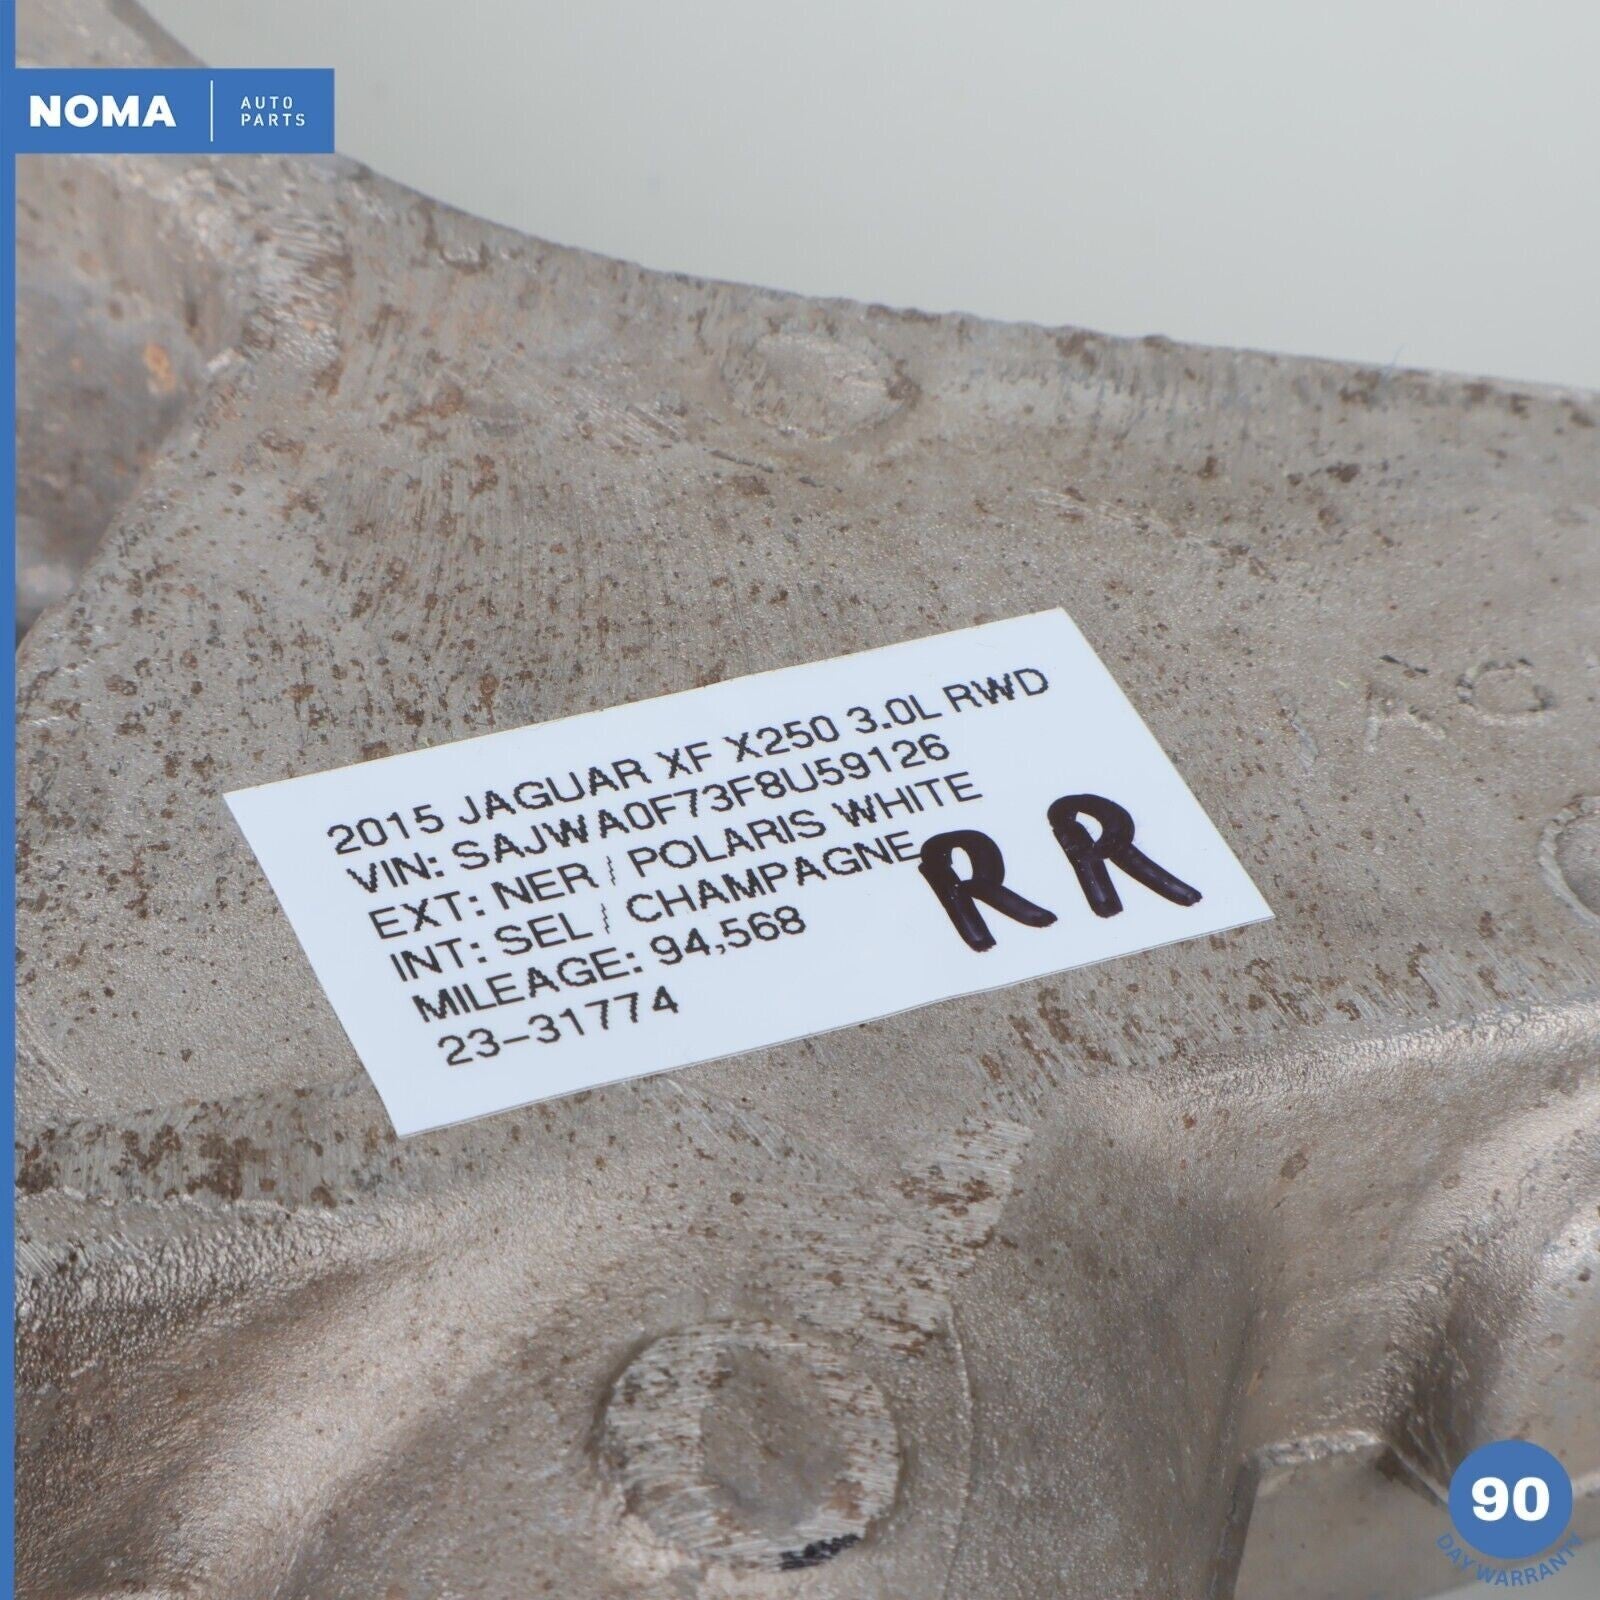 NOMA
AUTO
PARTS
2015 JAGUAR XF X250 3.0L RWD
VIN: SAJWA0F73F8U59126
EXT: NER / POLARIS WHITE
INT: SEL / CHAMPAGNE
MILEAGE: 94,568
23-31774
RR
90
DAY WARRANTY